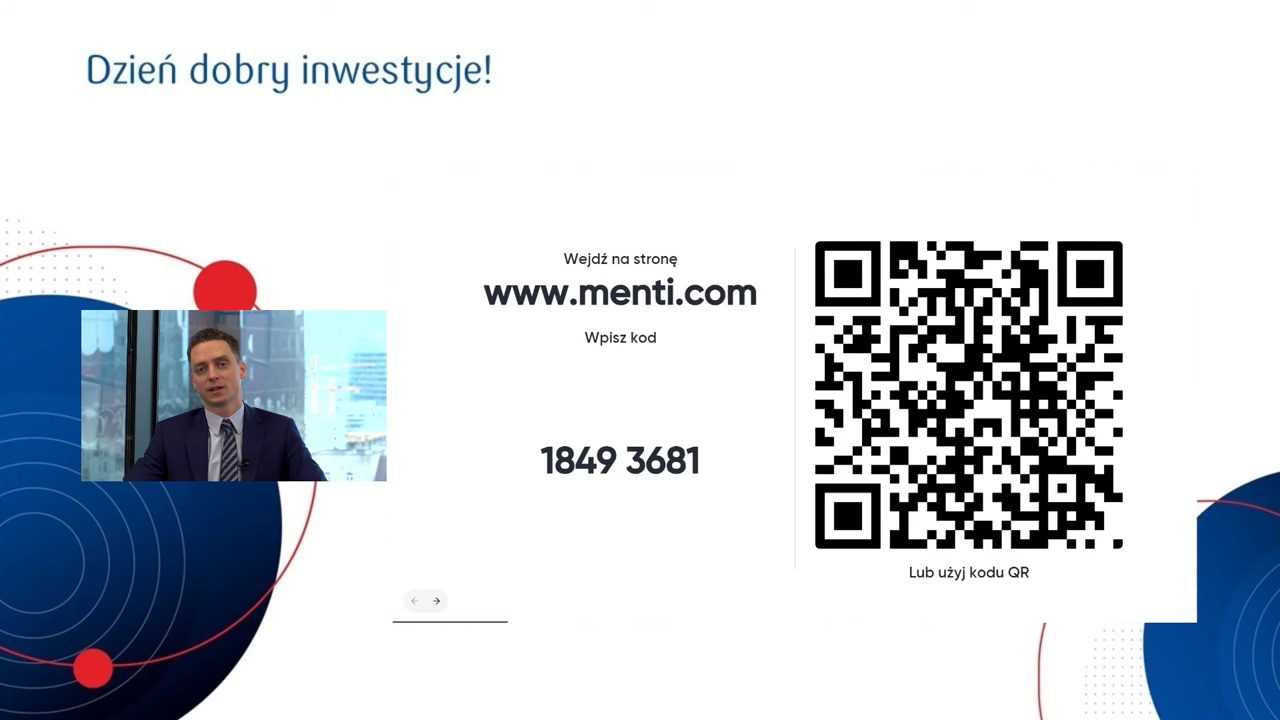 Dzień dobry inwestycje!
Wejdź na stronę
www.menti.com
Wpisz kod
1849 3681
Lub użyj kodu QR